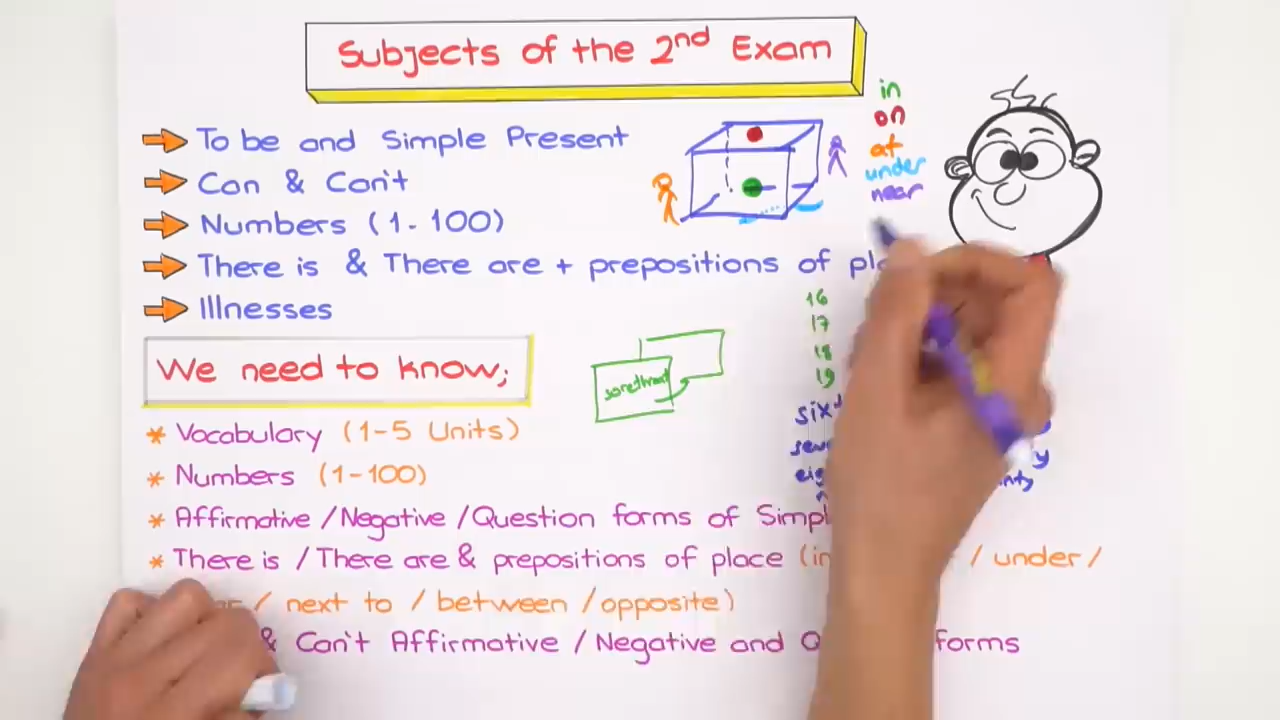 Subjects of the 2nd Exam
To be and Simple Present
Can & Can't
Numbers (1-100)
There is & There are + prepositions of
Illnesses
in
on
at
under
near
16
17
18
19
We need to know;
sorethroat
* Vocabulary (1-5 Units)
* Numbers (1-100)
* Affirmative / Negative / Question forms of
* There is / There are & prepositions of place (in / under /
/ next to / between / opposite)
& Can't Affirmative / Negative and forms